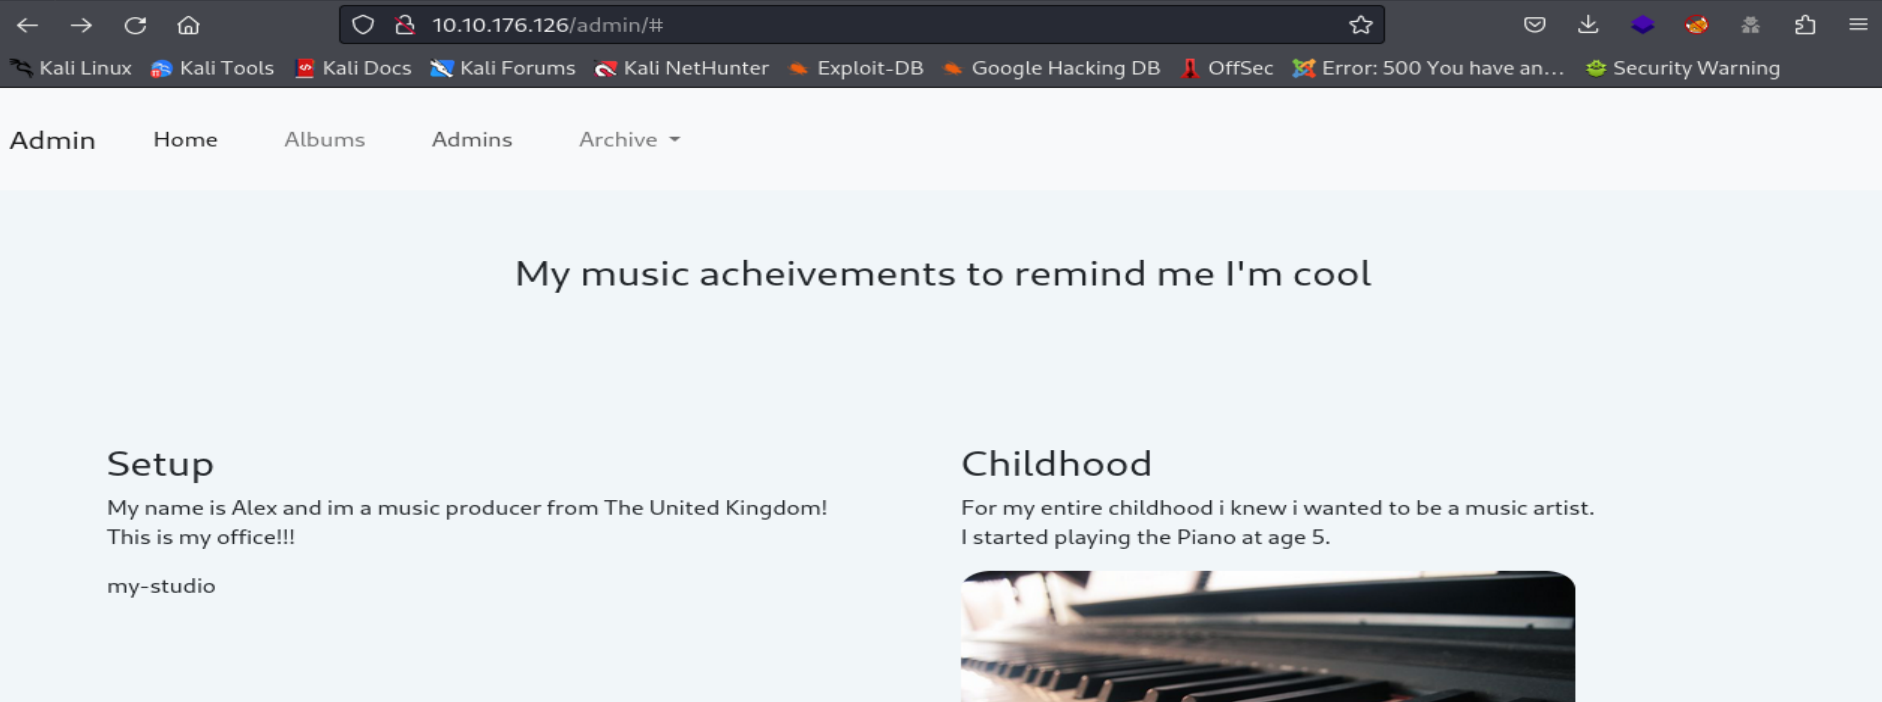 10.10.176.126/admin/#
Kali Linux Kali Tools Kali Docs Kali Forums Kali NetHunter Exploit-DB Google Hacking DB OffSec Error: 500 You have an... Security Warning
Admin Home Albums Admins Archive
My music acheivements to remind me I'm cool
Setup
My name is Alex and im a music producer from The United Kingdom!
This is my office!!!
my-studio
Childhood
For my entire childhood i knew i wanted to be a music artist.
I started playing the Piano at age 5.